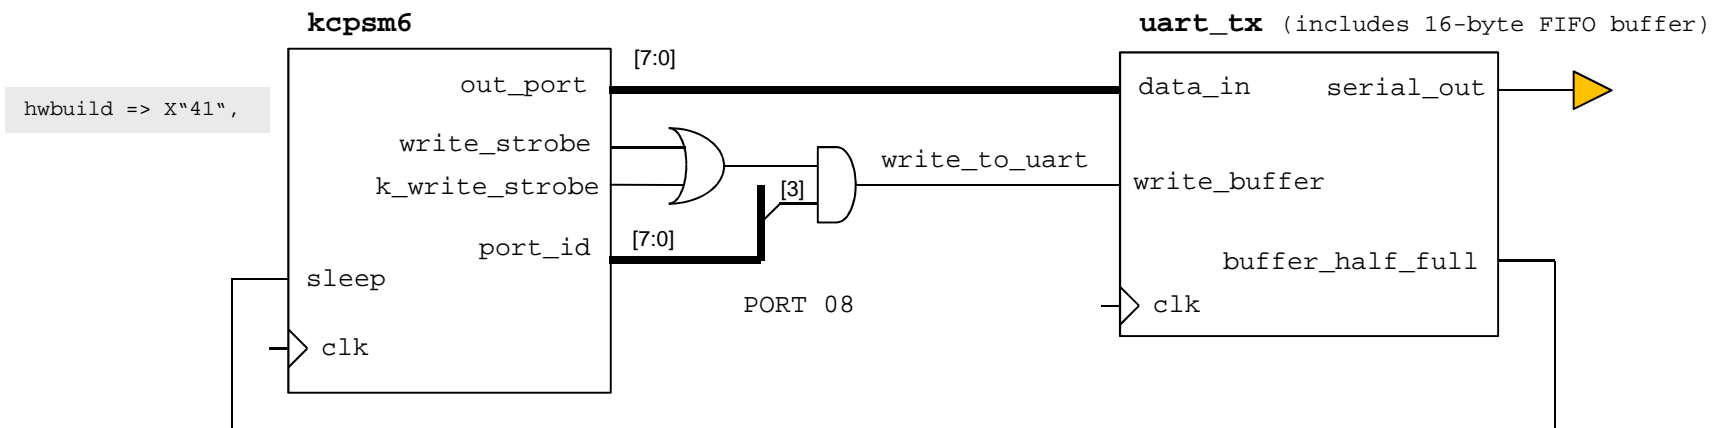 kcpsm6
uart_tx (includes 16-byte FIFO buffer)
hwbuild => X“41“,
out_port
[7:0]
data_in
serial_out
write_strobe
k_write_strobe
[3]
write_to_uart
write_buffer
port_id
[7:0]
sleep
buffer_half_full
PORT 08
clk
clk